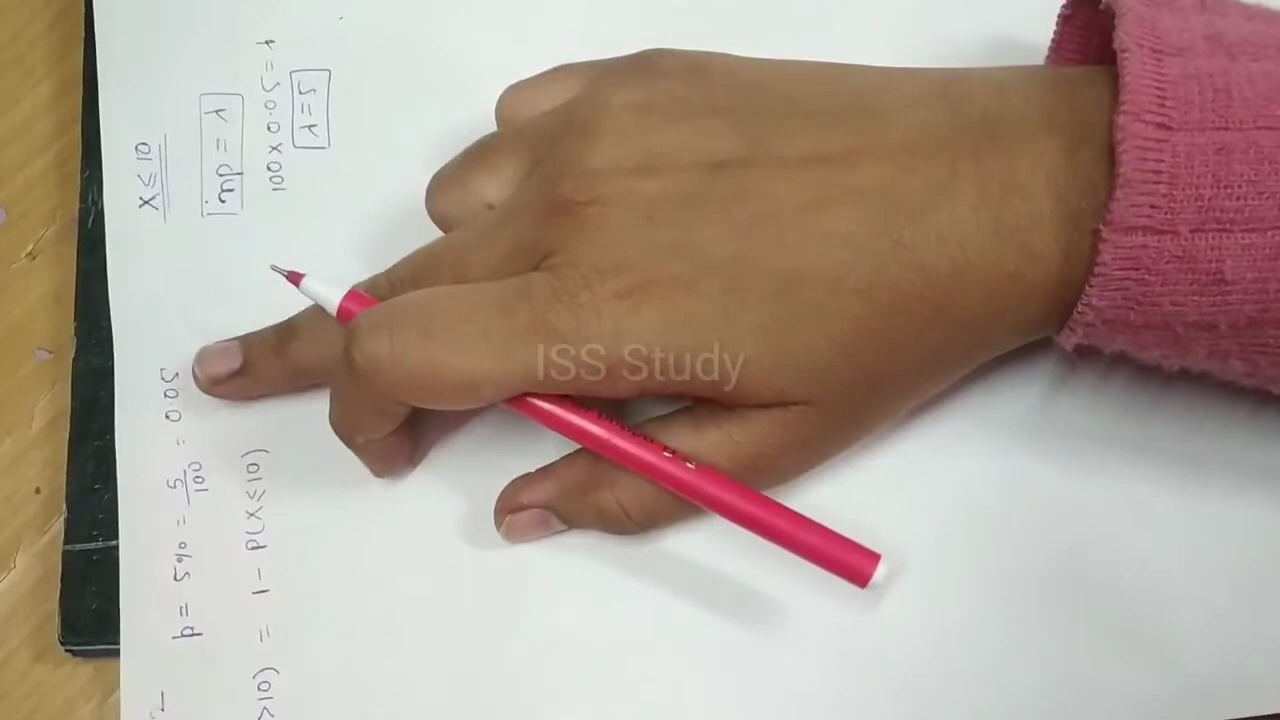 p = 5% = 5/100 = 0.05
X ≤ 10
>10) = 1 - P(X≤10)
np = λ
100×0.05 = λ
λ=5
ISS Study